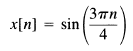 x[n] = sin(3πn/4)